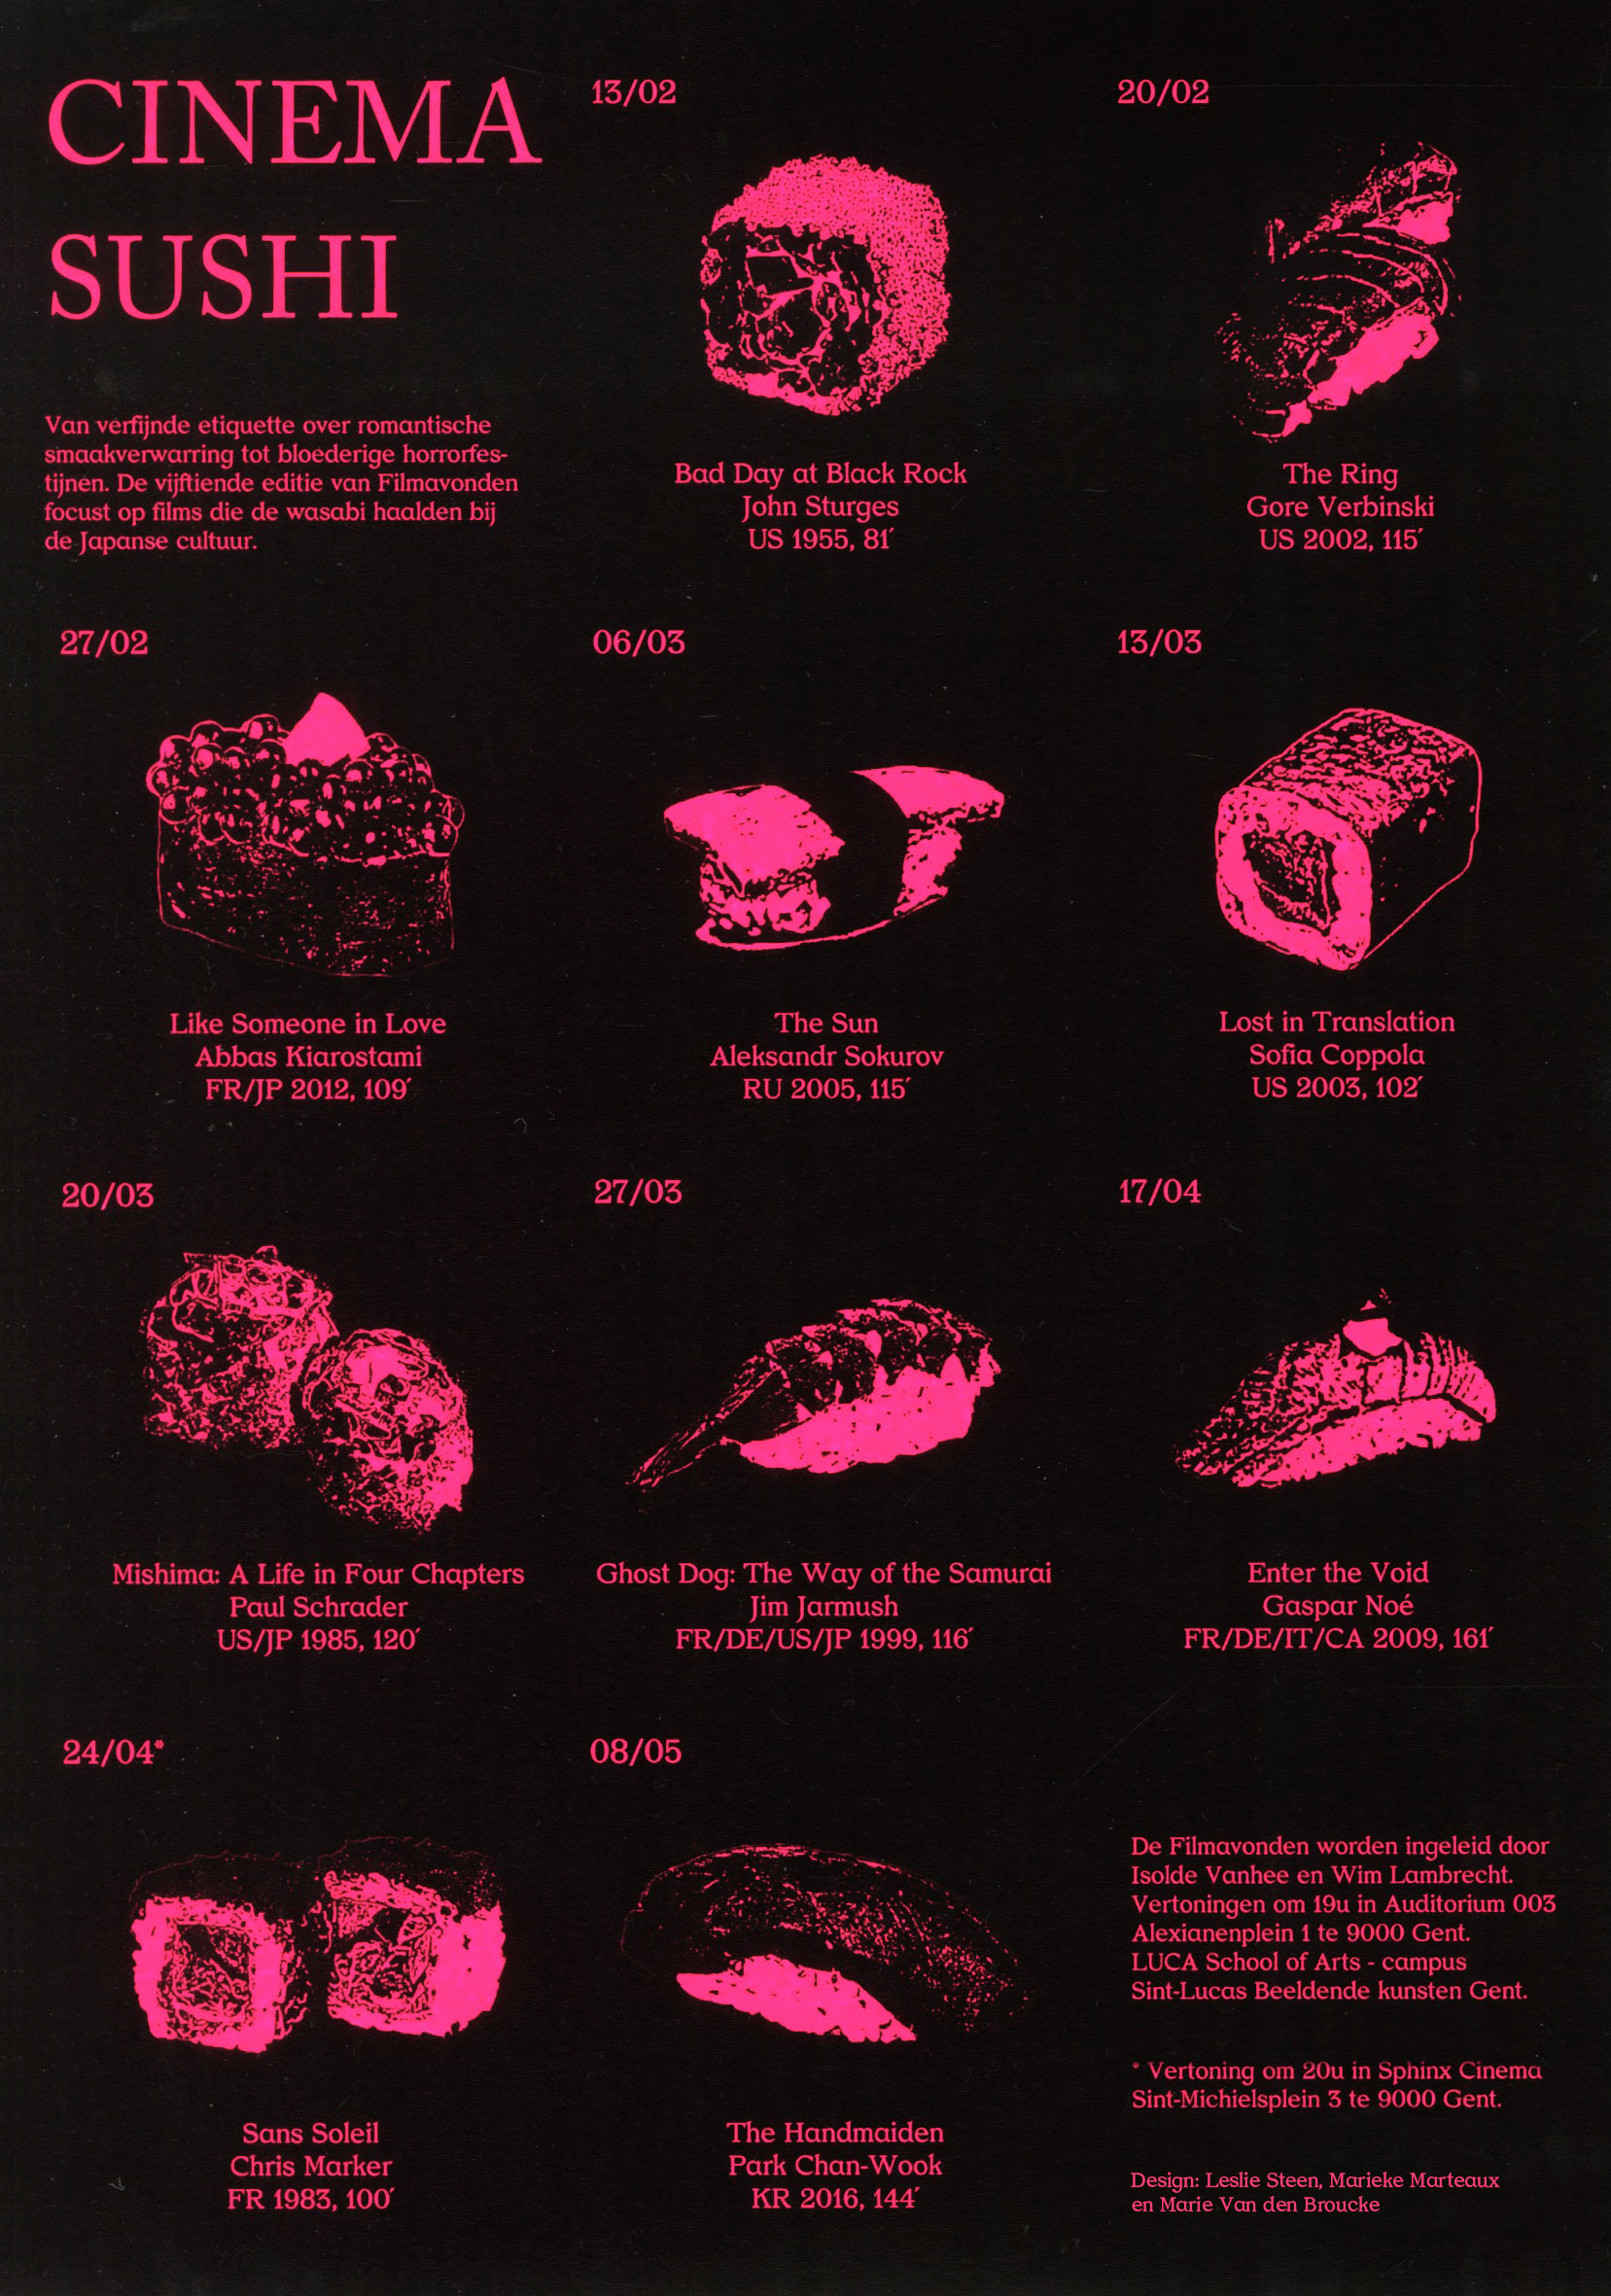 CINEMA
SUSHI
Van verfijnde etiquette over romantische
smaakverwarring tot bloederige horrorfes-
tijnen. De vijftiende editie van Filmavonden
focust op films die de wasabi haalden bij
de Japanse cultuur.
13/02
Bad Day at Black Rock
John Sturges
US 1955, 81´
20/02
The Ring
Gore Verbinski
US 2002, 115´
27/02
Like Someone in Love
Abbas Kiarostami
FR/JP 2012, 109´
06/03
The Sun
Aleksandr Sokurov
RU 2005, 115´
13/03
Lost in Translation
Sofia Coppola
US 2003, 102´
20/03
Mishima: A Life in Four Chapters
Paul Schrader
US/JP 1985, 120´
27/03
Ghost Dog: The Way of the Samurai
Jim Jarmush
FR/DE/US/JP 1999, 116´
17/04
Enter the Void
Gaspar Noé
FR/DE/IT/CA 2009, 161´
24/04*
Sans Soleil
Chris Marker
FR 1983, 100´
08/05
The Handmaiden
Park Chan-Wook
KR 2016, 144´
De Filmavonden worden ingeleid door
Isolde Vanhee en Wim Lambrecht.
Vertoningen om 19u in Auditorium 003
Alexianenplein 1 te 9000 Gent.
LUCA School of Arts - campus
Sint-Lucas Beeldende kunsten Gent.
* Vertoning om 20u in Sphinx Cinema
Sint-Michielsplein 3 te 9000 Gent.
Design: Leslie Steen, Marieke Marteaux
en Marie Van den Broucke